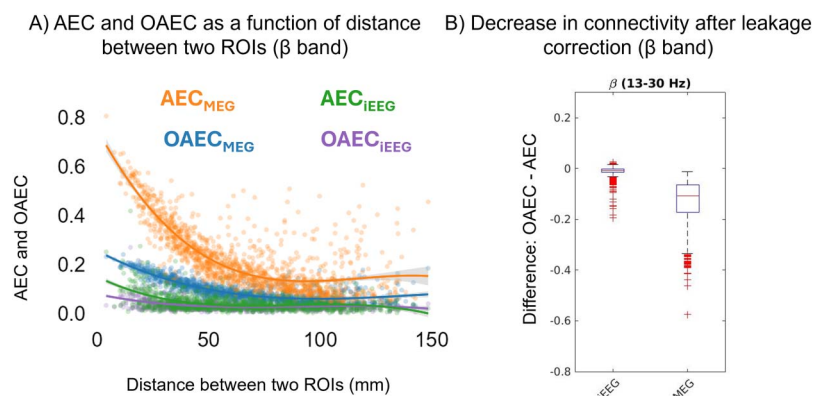 A) AEC and OAEC as a function of distance
between two ROIs (β band)
B) Decrease in connectivity after leakage
correction (β band)
AEC_MEG
AEC_iEEG
OAEC_MEG
OAEC_iEEG
AEC and OAEC
0.8
0.6
0.4
0.2
0.0
0
50
100
150
Distance between two ROIs (mm)
β (13-30 Hz)
Difference: OAEC - AEC
0.2
0
-0.2
-0.4
-0.6
-0.8
iEEG
MEG